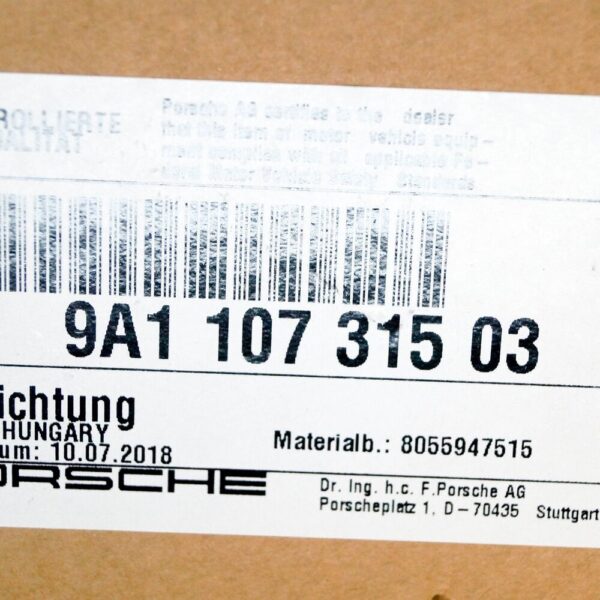 ROLLIERTE
ALITÄT
Porsche AG certifies to the dealer
that this item of motor vehicle equip-
ment complies with all applicable Fe-
deral Motor Vehicle Safety Standards
9A1 107 315 03
ichtung
HUNGARY
um: 10.07.2018
Materialb.: 8055947515
ORSCHE
Dr. Ing. h.c. F.Porsche AG
Porscheplatz 1, D-70435 Stuttgart